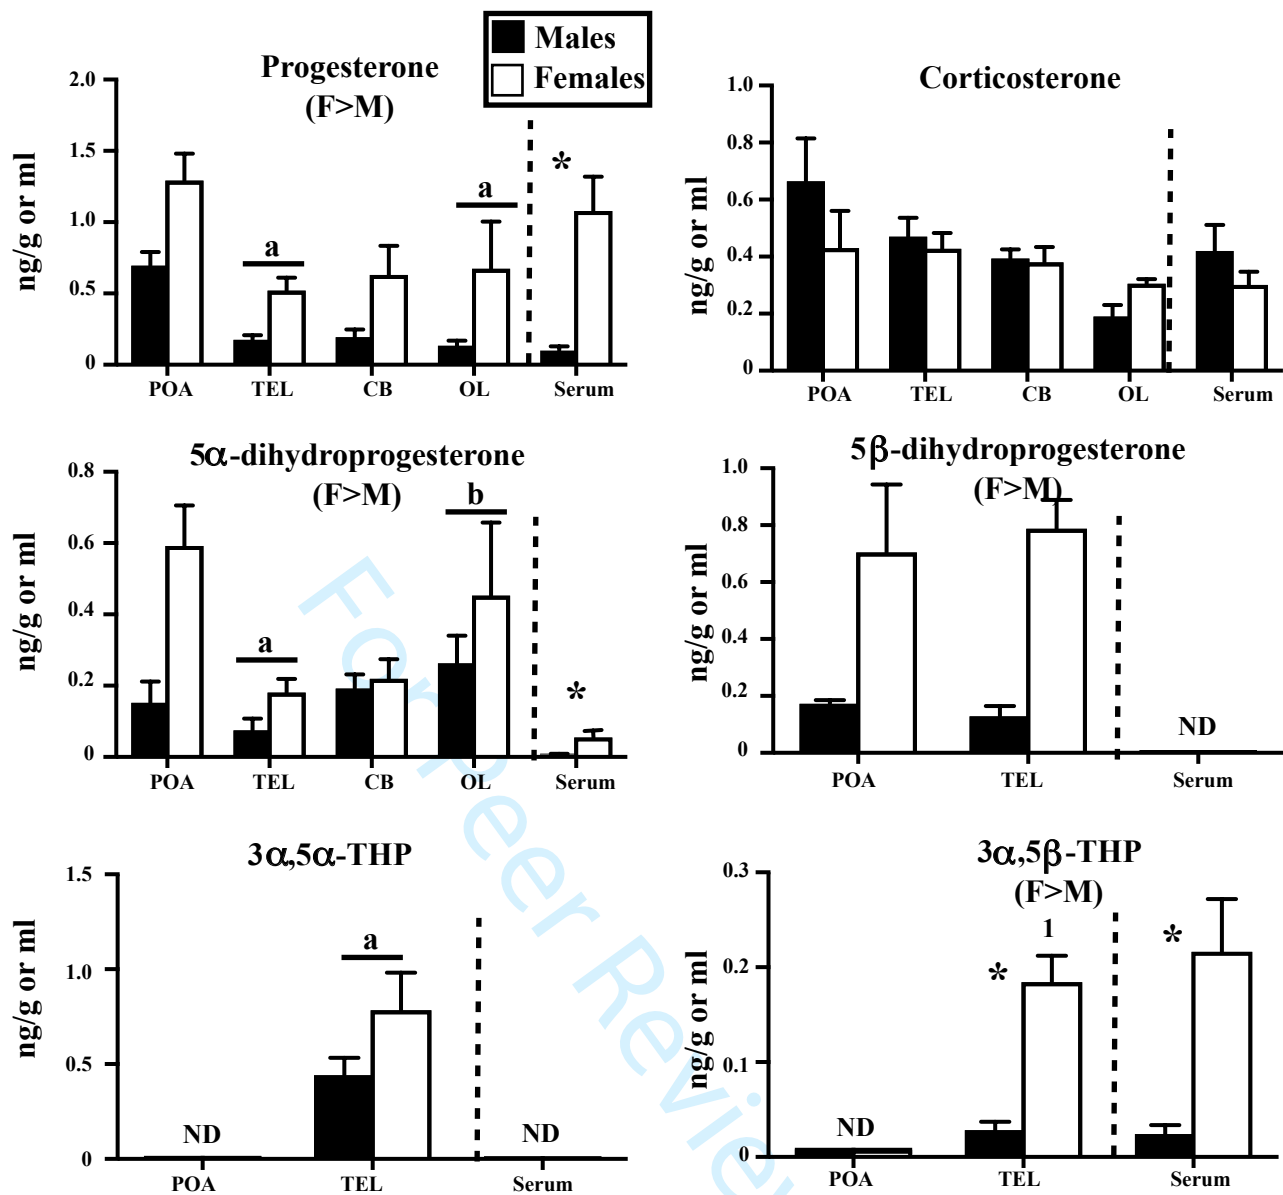 Males
Females
Progesterone
(F>M)
ng/g or ml
2.0
1.5
1.0
0.5
0
a
a
*
POA
TEL
CB
OL
Serum
Corticosterone
ng/g or ml
1.0
0.8
0.6
0.4
0.2
0
POA
TEL
CB
OL
Serum
5α-dihydroprogesterone
(F>M)
ng/g or ml
0.8
0.6
0.4
0.2
0
a
b
*
POA
TEL
CB
OL
Serum
5β-dihydroprogesterone
(F>M)
ng/g or ml
1.0
0.8
0.6
0.4
0.2
0
ND
POA
TEL
Serum
3α,5α-THP
ng/g or ml
1.5
1.0
0.5
0
ND
a
ND
POA
TEL
Serum
3α,5β-THP
(F>M)
ng/g or ml
0.3
0.2
0.1
0
ND
*
1
*
POA
TEL
Serum
For Peer Review